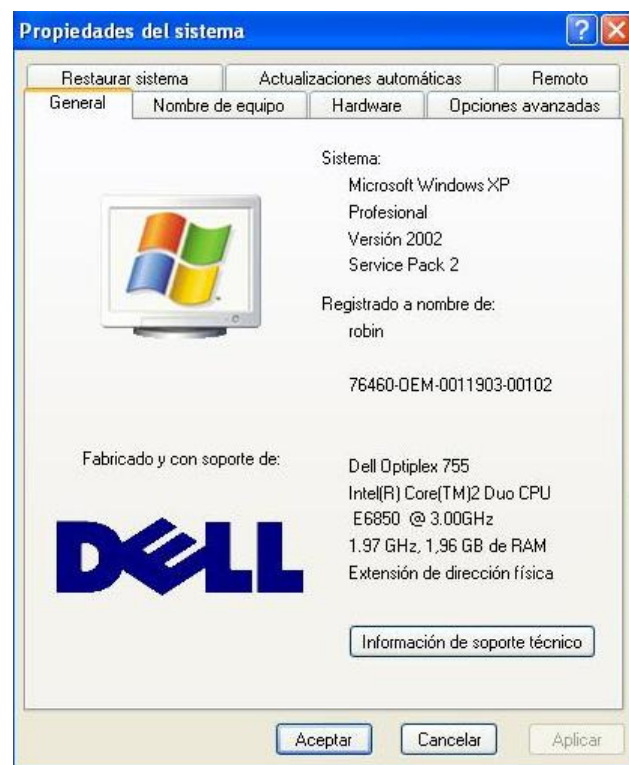 Propiedades del sistema
Restaurar sistema
Actualizaciones automáticas
Remoto
General
Nombre de equipo
Hardware
Opciones avanzadas
Sistema:
Microsoft Windows XP
Profesional
Versión 2002
Service Pack 2
Registrado a nombre de:
robin
76460-OEM-0011903-00102
Fabricado y con soporte de:
DELL
Dell Optiplex 755
Intel(R) Core(TM)2 Duo CPU
E6850 @ 3.00GHz
1.97 GHz, 1,96 GB de RAM
Extensión de dirección física
Información de soporte técnico
Aceptar
Cancelar
Aplicar